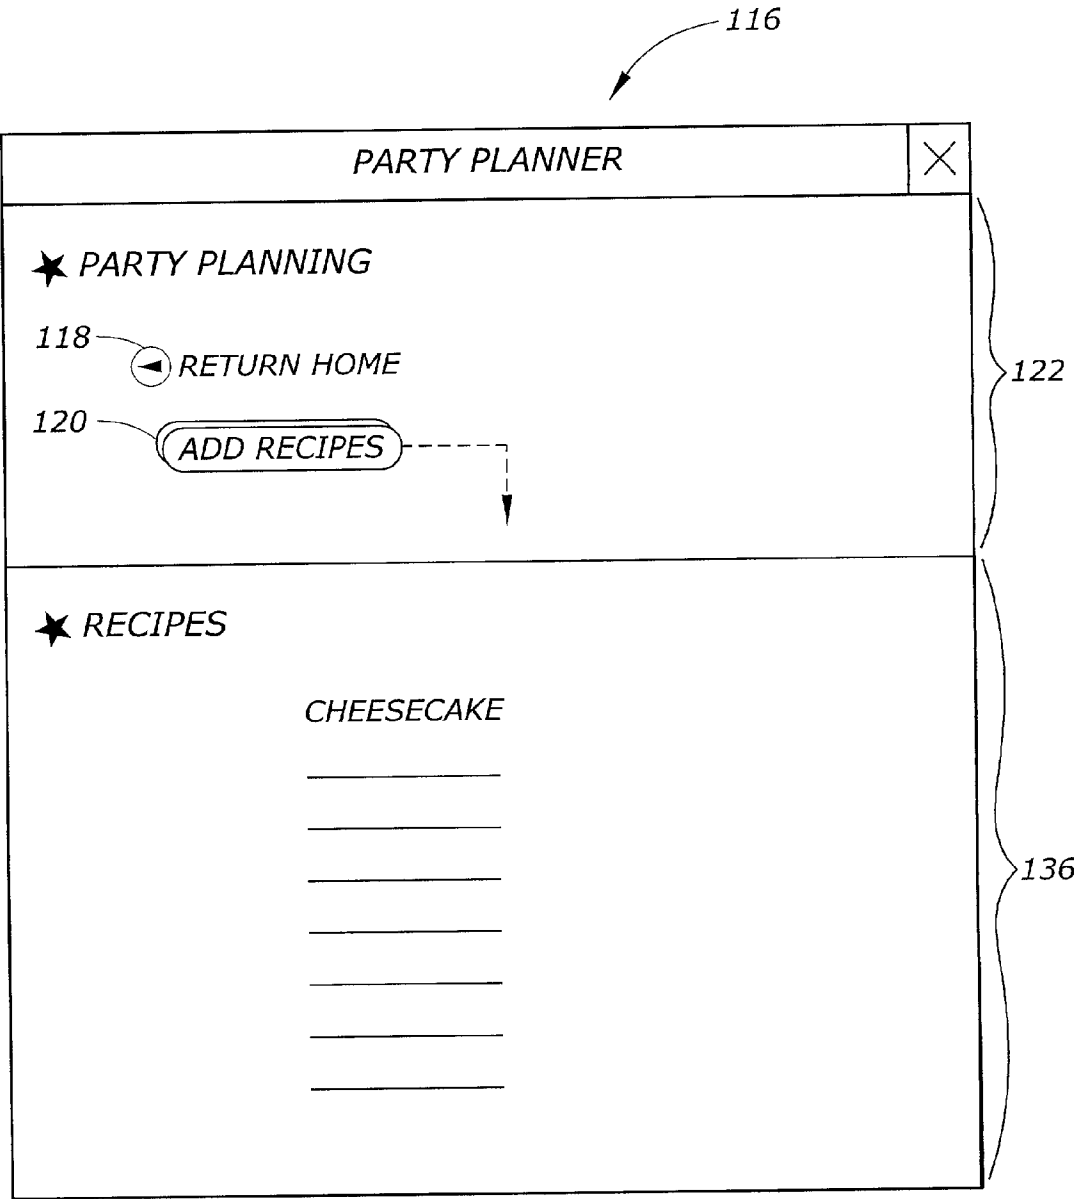 116
PARTY PLANNER
★ PARTY PLANNING
118
RETURN HOME
122
120
ADD RECIPES
★ RECIPES
CHEESECAKE
136